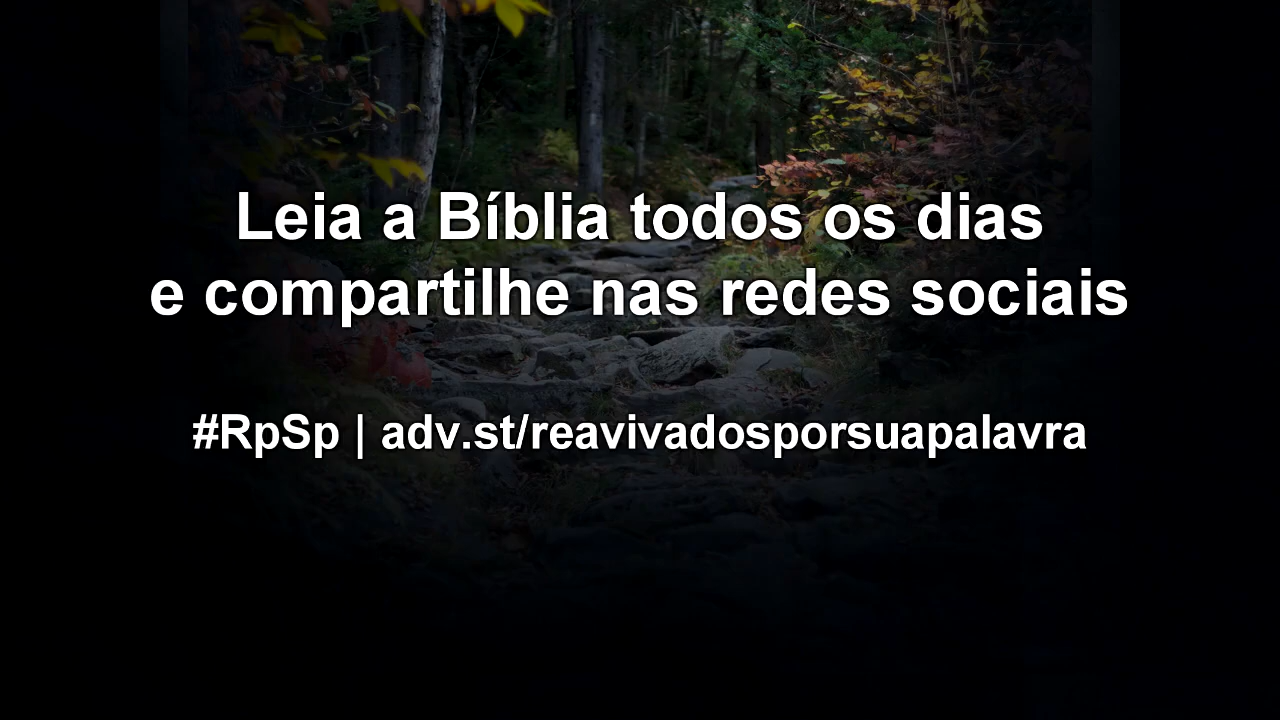 Leia a Bíblia todos os dias
e compartilhe nas redes sociais
#RpSp | adv.st/reavivadosporsuapalavra